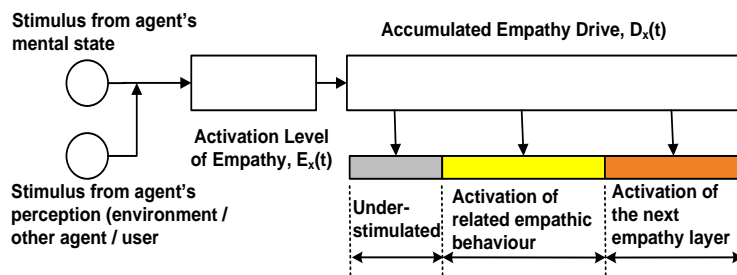 Stimulus from agent's
mental state
Accumulated Empathy Drive, Dx(t)
Activation Level
of Empathy, Ex(t)
Stimulus from agent's
perception (environment /
other agent / user
Under-
stimulated
Activation of
related empathic
behaviour
Activation of
the next
empathy layer